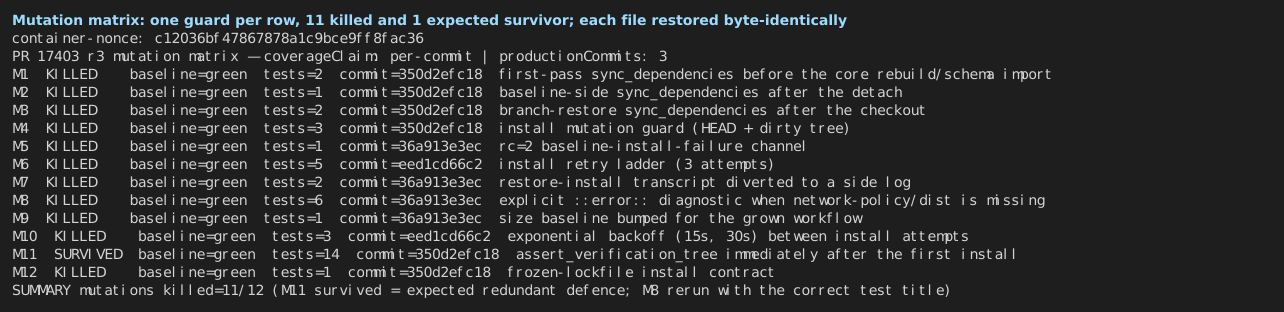 Mutation matrix: one guard per row, 11 killed and 1 expected survivor; each file restored byte-identically
container-nonce: c12036bf47867878a1c9bce9ff8fac36
PR 17403 r3 mutation matrix — coverageClaim: per-commit | productionCommits: 3
M1 KILLED baseline=green tests=2 commit=350d2efc18 first-pass sync_dependencies before the core rebuild/schema import
M2 KILLED baseline=green tests=1 commit=350d2efc18 baseline-side sync_dependencies after the detach
M3 KILLED baseline=green tests=2 commit=350d2efc18 branch-restore sync_dependencies after the checkout
M4 KILLED baseline=green tests=3 commit=350d2efc18 install mutation guard (HEAD + dirty tree)
M5 KILLED baseline=green tests=1 commit=36a913e3ec rc=2 baseline-install-failure channel
M6 KILLED baseline=green tests=5 commit=eed1cd66c2 install retry ladder (3 attempts)
M7 KILLED baseline=green tests=2 commit=36a913e3ec restore-install transcript diverted to a side log
M8 KILLED baseline=green tests=6 commit=36a913e3ec explicit ::error:: diagnostic when network-policy/dist is missing
M9 KILLED baseline=green tests=1 commit=36a913e3ec size baseline bumped for the grown workflow
M10 KILLED baseline=green tests=3 commit=eed1cd66c2 exponential backoff (15s, 30s) between install attempts
M11 SURVIVED baseline=green tests=14 commit=350d2efc18 assert_verification_tree immediately after the first install
M12 KILLED baseline=green tests=1 commit=350d2efc18 frozen-lockfile install contract
SUMMARY mutations killed=11/12 (M11 survived = expected redundant defence; M8 rerun with the correct test title)